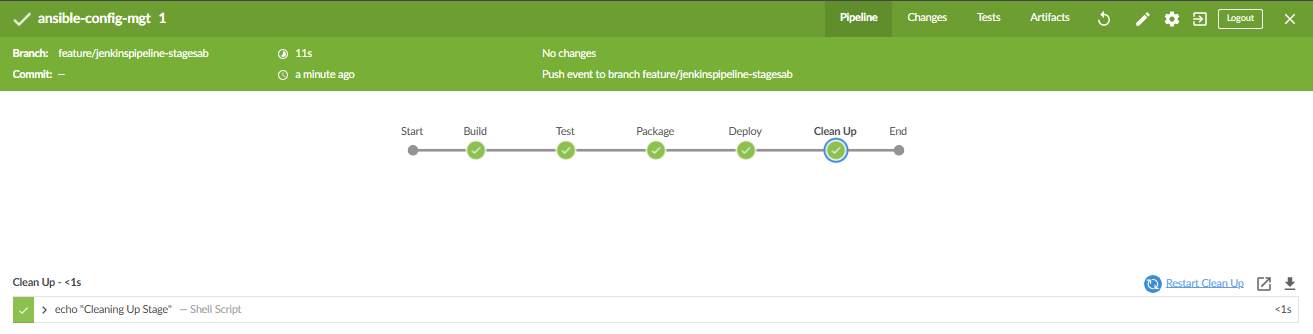 ansible-config-mgt 1 Pipeline Changes Tests Artifacts Logout
Branch: feature/jenkinspipeline-stagesab 11s No changes
Commit: — a minute ago Push event to branch feature/jenkinspipeline-stagesab
Start Build Test Package Deploy Clean Up End
Clean Up - <1s Restart Clean Up
echo "Cleaning Up Stage" — Shell Script <1s